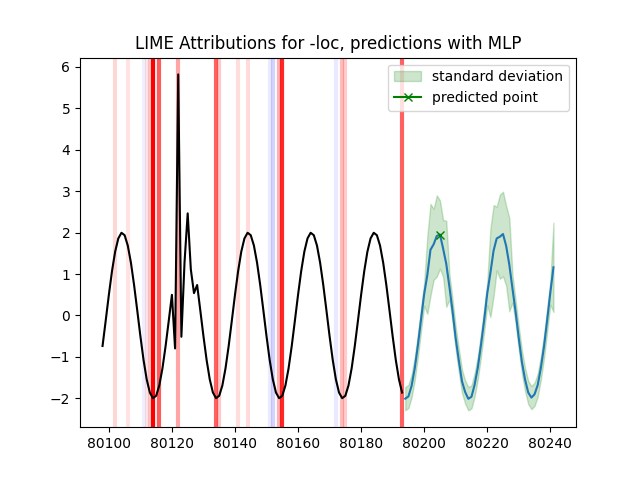 LIME Attributions for -loc, predictions with MLP
standard deviation
predicted point
6
5
4
3
2
1
0
−1
−2
80100 80120 80140 80160 80180 80200 80220 80240